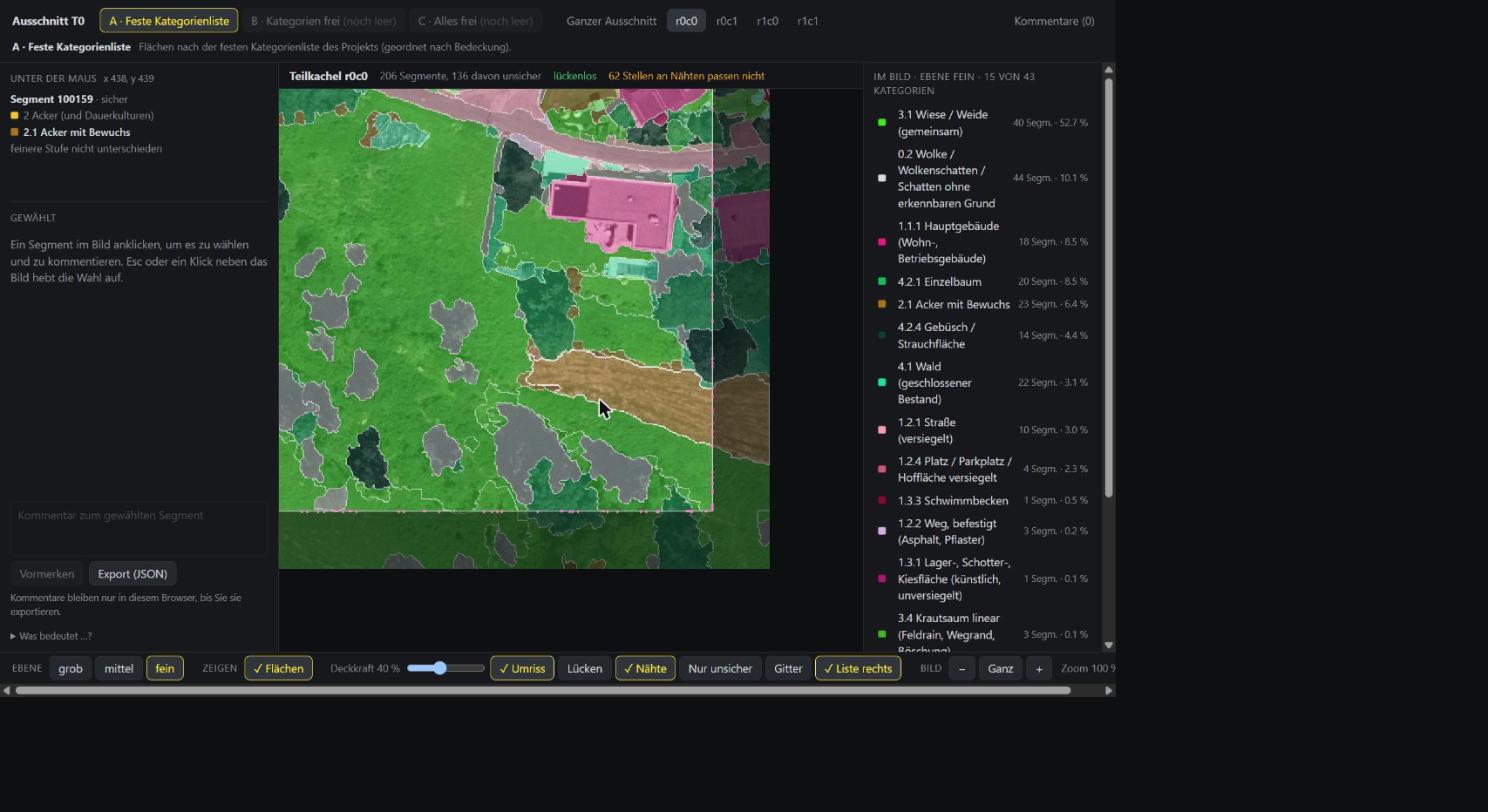 Ausschnitt T0
A · Feste Kategorienliste
B · Kategorien frei (noch leer)
C · Alles frei (noch leer)
Ganzer Ausschnitt
r0c0
r0c1
r1c0
r1c1
Kommentare (0)
A · Feste Kategorienliste Flächen nach der festen Kategorienliste des Projekts (geordnet nach Bedeckung).
UNTER DER MAUS x 438, y 439
Segment 100159 · sicher
2 Acker (und Dauerkulturen)
2.1 Acker mit Bewuchs
feinere Stufe nicht unterschieden
GEWÄHLT
Ein Segment im Bild anklicken, um es zu wählen
und zu kommentieren. Esc oder ein Klick neben das
Bild hebt die Wahl auf.
Kommentar zum gewählten Segment
Vormerken
Export (JSON)
Kommentare bleiben nur in diesem Browser, bis Sie sie
exportieren.
Was bedeutet …?
Teilkachel r0c0 206 Segmente, 136 davon unsicher lückenlos 62 Stellen an Nähten passen nicht
IM BILD · EBENE FEIN · 15 VON 43
KATEGORIEN
3.1 Wiese / Weide
(gemeinsam)
40 Segm. · 52.7 %
0.2 Wolke /
Wolkenschatten /
Schatten ohne
erkennbaren Grund
44 Segm. · 10.1 %
1.1.1 Hauptgebäude
(Wohn-,
Betriebsgebäude)
18 Segm. · 8.5 %
4.2.1 Einzelbaum
20 Segm. · 8.5 %
2.1 Acker mit Bewuchs
23 Segm. · 6.4 %
4.2.4 Gebüsch /
Strauchfläche
14 Segm. · 4.4 %
4.1 Wald
(geschlossener
Bestand)
22 Segm. · 3.1 %
1.2.1 Straße
(versiegelt)
10 Segm. · 3.0 %
1.2.4 Platz / Parkplatz /
Hoffläche versiegelt
4 Segm. · 2.3 %
1.3.3 Schwimmbecken
1 Segm. · 0.5 %
1.2.2 Weg, befestigt
(Asphalt, Pflaster)
3 Segm. · 0.2 %
1.3.1 Lager-, Schotter-,
Kiesfläche (künstlich,
unversiegelt)
1 Segm. · 0.1 %
3.4 Krautsaum linear
(Feldrain, Wegrand,
Böschung)
3 Segm. · 0.1 %
EBENE
grob
mittel
fein
ZEIGEN
✓ Flächen
Deckkraft 40 %
✓ Umriss
Lücken
✓ Nähte
Nur unsicher
Gitter
✓ Liste rechts
BILD
−
Ganz
+
Zoom 100 %